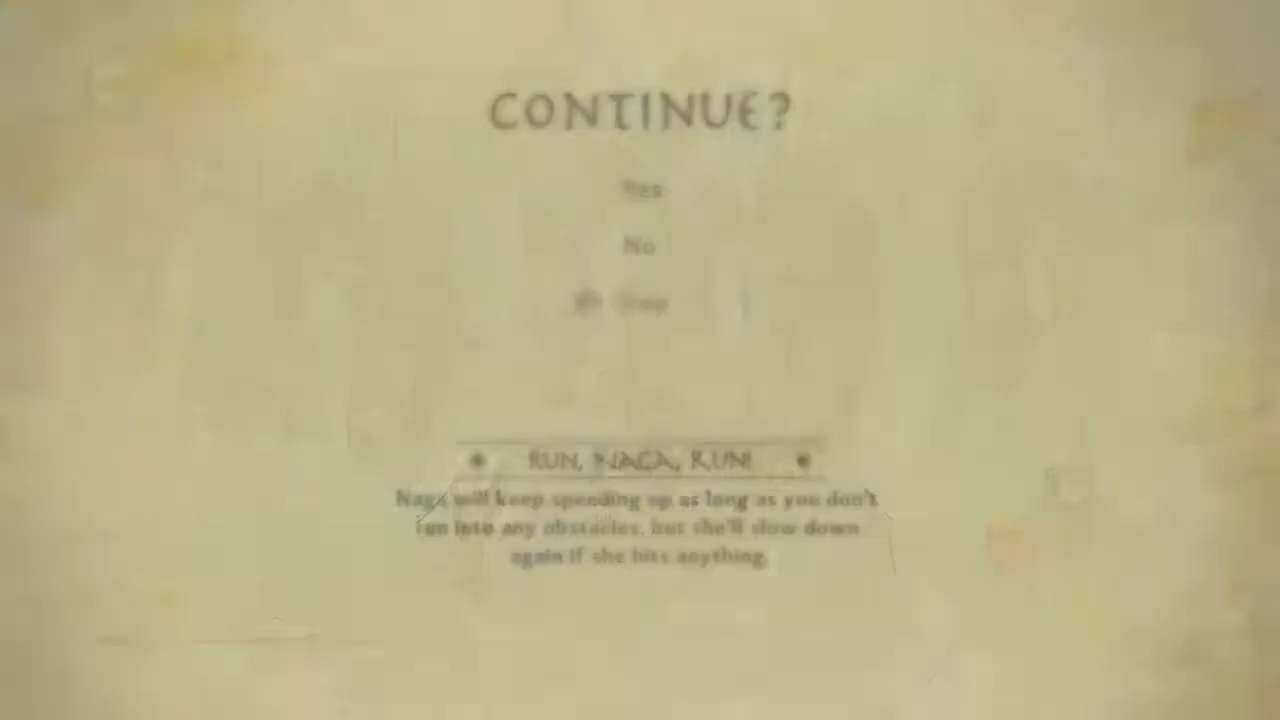 CONTINUE?
Yes
No
Shop
RUN, NAGA, RUN!
Naga will keep speeding up as long as you don't
run into any obstacles, but she'll slow down
again if she hits anything.